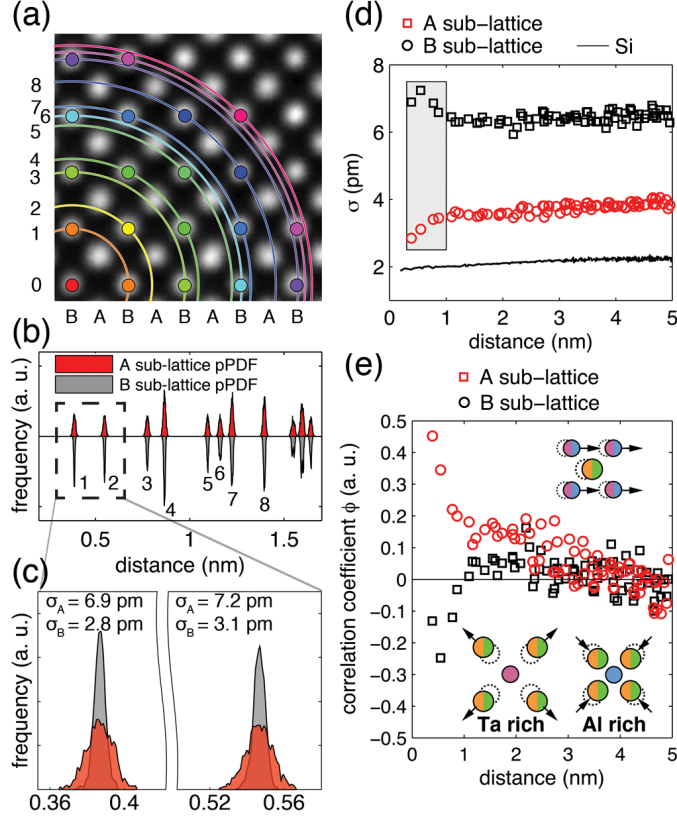 (a)
8
7
6
5
4
3
2
1
0
B A B A B A B A B
(b)
frequency (a. u.)
A sub-lattice pPDF
B sub-lattice pPDF
1 2 3 4 5 6 7 8
0.5 1 1.5
distance (nm)
(c)
frequency (a. u.)
σA = 6.9 pm
σB = 2.8 pm
σA = 7.2 pm
σB = 3.1 pm
0.36 0.4 0.52 0.56
(d)
A sub-lattice
B sub-lattice
Si
8
6
4
2
σ (pm)
0 1 2 3 4 5
distance (nm)
(e)
A sub-lattice
B sub-lattice
0.5
0.4
0.3
0.2
0.1
0
-0.1
-0.2
-0.3
-0.4
-0.5
correlation coefficient ϕ (a. u.)
Ta rich
Al rich
0 1 2 3 4 5
distance (nm)